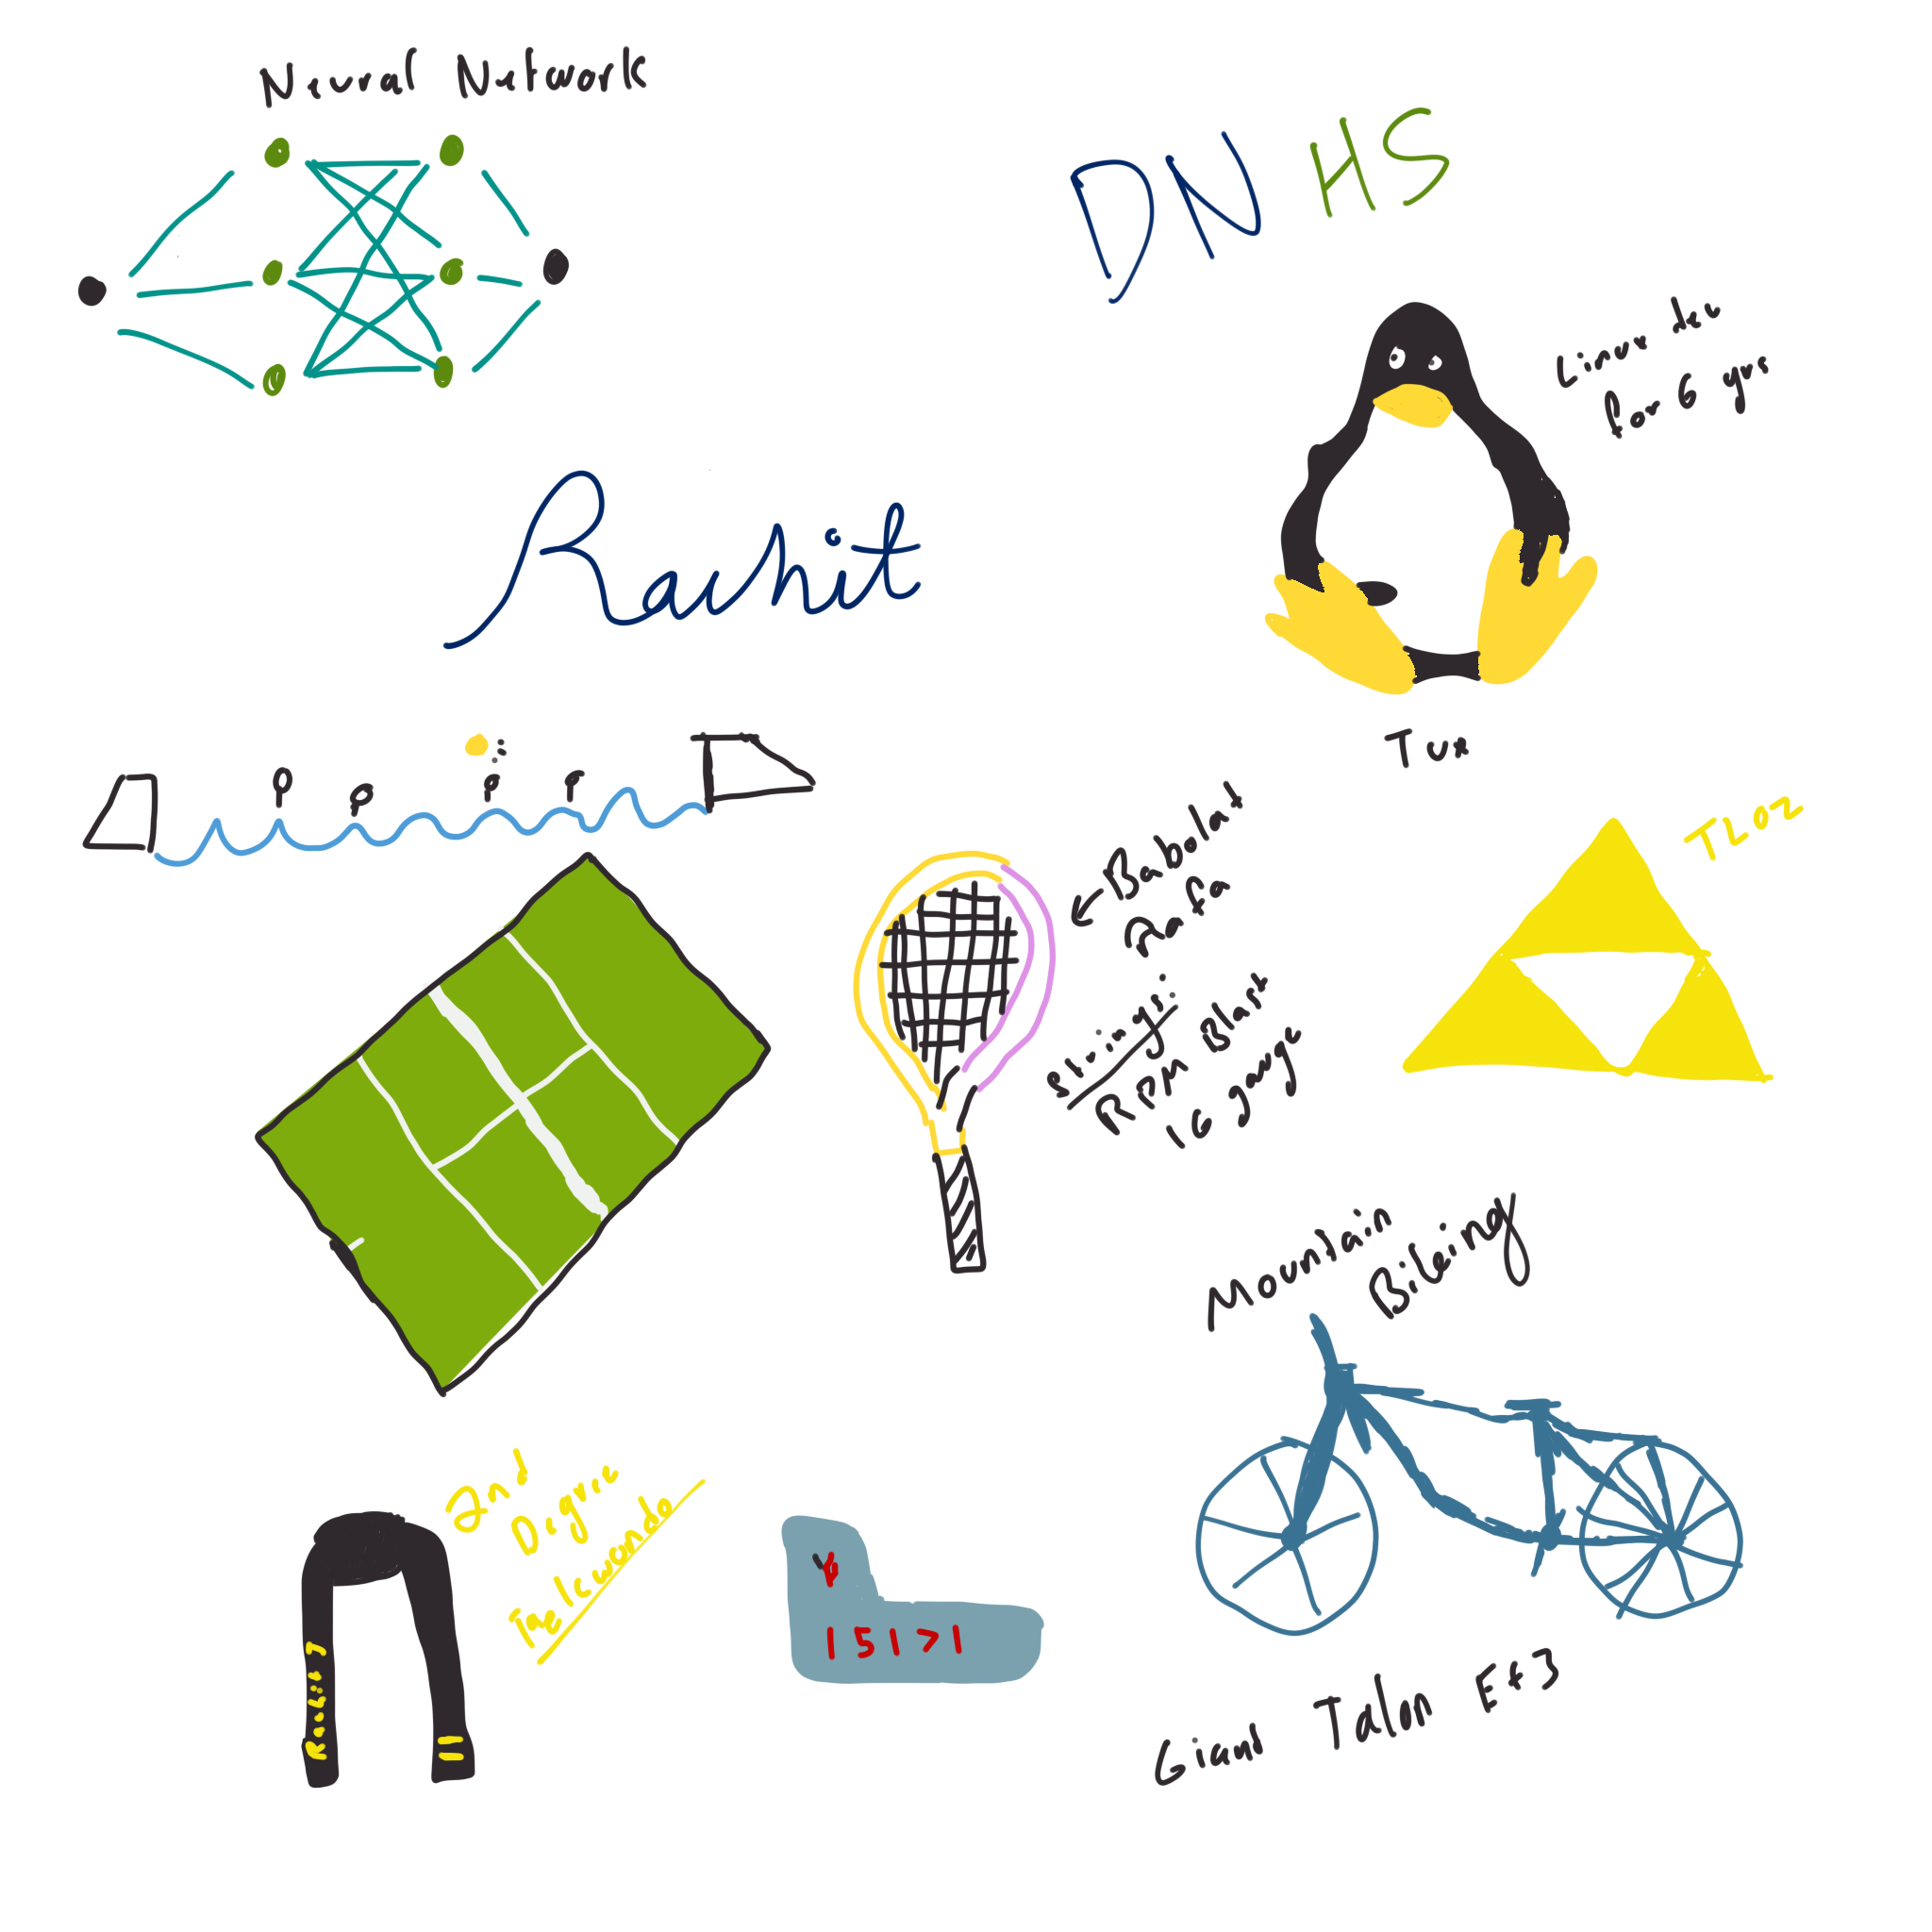 Neural Network
DN HS
Linux dev
for 6 yrs
Rachit
Tux
TLoZ
← Babolat
Rafa
Strings:
RPM Blast
16 gauge
Mountain
Biking
2nd
Degree
Taekwondo
Rachit
15171
Giant Talon E+3